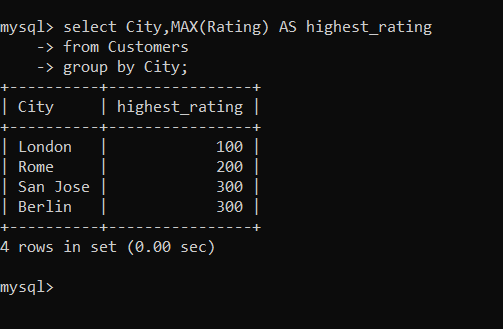 mysql> select City,MAX(Rating) AS highest_rating
    -> from Customers
    -> group by City;
+----------+----------------+
| City     | highest_rating |
+----------+----------------+
| London   |            100 |
| Rome     |            200 |
| San Jose |            300 |
| Berlin   |            300 |
+----------+----------------+
4 rows in set (0.00 sec)
mysql>